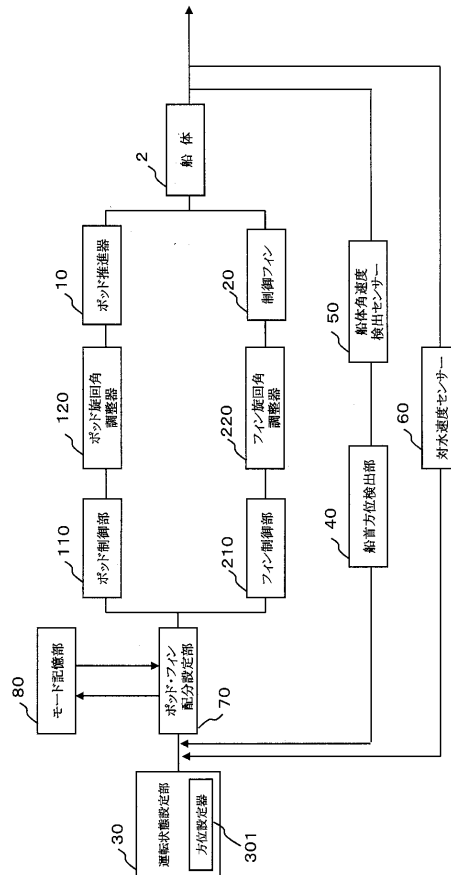 30
運転状態設定部
方位設定器
301
80
モード記憶部
ポッド・フィン
配分設定部
70
110
ポッド制御部
120
ポッド旋回角
調整器
10
ポッド推進器
2
船体
210
フィン制御部
220
フィン旋回角
調整器
20
制御フィン
40
船首方位検出部
50
船体角速度
検出センサー
60
対水速度センサー